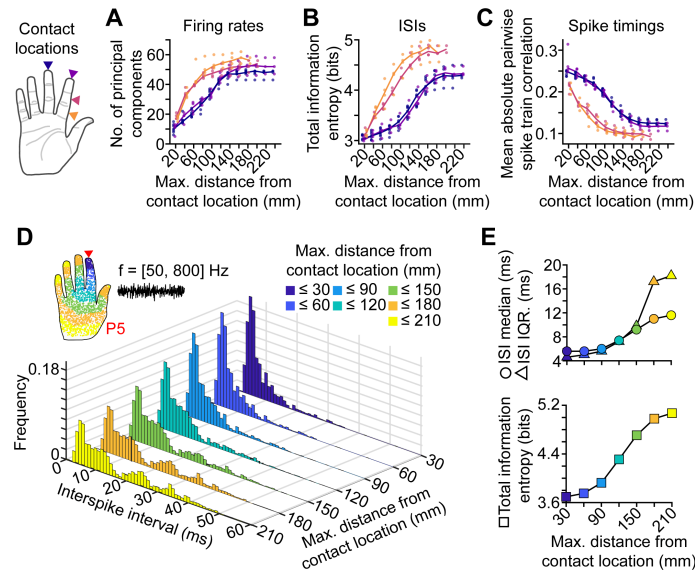 Contact
locations
A
Firing rates
No. of principal
components
60
50
40
30
20
10
0
20
60
100
140
180
220
Max. distance from
contact location (mm)
B
ISIs
Total information
entropy (bits)
5
4
3
20
60
100
140
180
220
Max. distance from
contact location (mm)
C
Spike timings
Mean absolute pairwise
spike train correlation
0.3
0.2
0.1
20
60
100
140
180
220
Max. distance from
contact location (mm)
D
f = [50, 800] Hz
P5
Max. distance from
contact location (mm)
≤ 30 ≤ 90 ≤ 150
≤ 60 ≤ 120 ≤ 180
≤ 210
Frequency
0.18
0
0
10
20
30
40
50
60
Interspike interval (ms)
30
60
90
120
150
180
210
Max. distance from
contact location (mm)
E
ISI median (ms)
ISI IQR. (ms)
20
16
12
8
4
Total information
entropy (bits)
5.2
4.4
3.6
30
90
150
210
Max. distance from
contact location (mm)